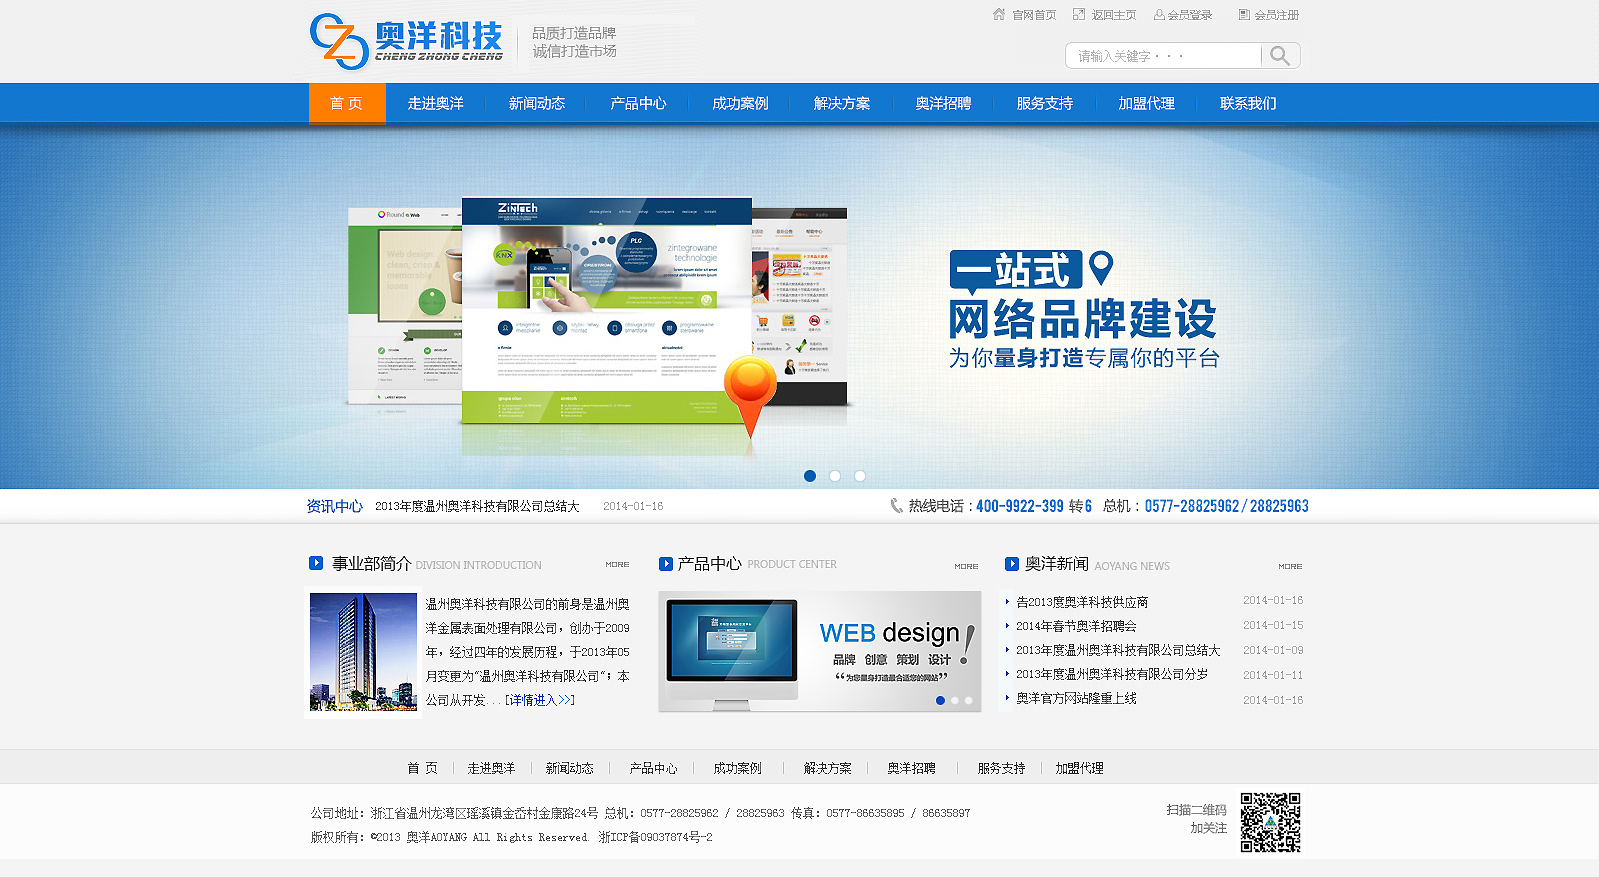 官网首页 返回主页 会员登录 会员注册
奥洋科技
CHENG ZHONG CHENG
品质打造品牌
诚信打造市场
请输入关键字···
首 页 走进奥洋 新闻动态 产品中心 成功案例 解决方案 奥洋招聘 服务支持 加盟代理 联系我们
Round e Web
Web design
clean, crisp &
memorable
logos
ZINTECH
KNX
PLC
zintegrowane
technologie
一站式
网络品牌建设
为你量身打造专属你的平台
资讯中心 2013年度温州奥洋科技有限公司总结大 2014-01-16
热线电话:400-9922-399 转6 总机:0577-28825962/28825963
事业部简介 DIVISION INTRODUCTION MORE
温州奥洋科技有限公司的前身是温州奥
洋金属表面处理有限公司，创办于2009
年，经过四年的发展历程，于2013年05
月变更为“温州奥洋科技有限公司”；本
公司从开发...[详情进入>>]
产品中心 PRODUCT CENTER MORE
WEB design!
品牌 创意 策划 设计
“为您量身打造最合适您的网站”
奥洋新闻 AOYANG NEWS MORE
告2013度奥洋科技供应商 2014-01-16
2014年春节奥洋招聘会 2014-01-15
2013年度温州奥洋科技有限公司总结大 2014-01-09
2013年度温州奥洋科技有限公司分岁 2014-01-11
奥洋官方网站隆重上线 2014-01-16
首 页 走进奥洋 新闻动态 产品中心 成功案例 解决方案 奥洋招聘 服务支持 加盟代理
公司地址：浙江省温州龙湾区瑶溪镇金岙村金康路24号 总机：0577-28825962 / 28825963 传真：0577-86635895 / 86635897
版权所有：©2013 奥洋AOYANG All Rights Reserved. 浙ICP备09037874号-2
扫描二维码
加关注